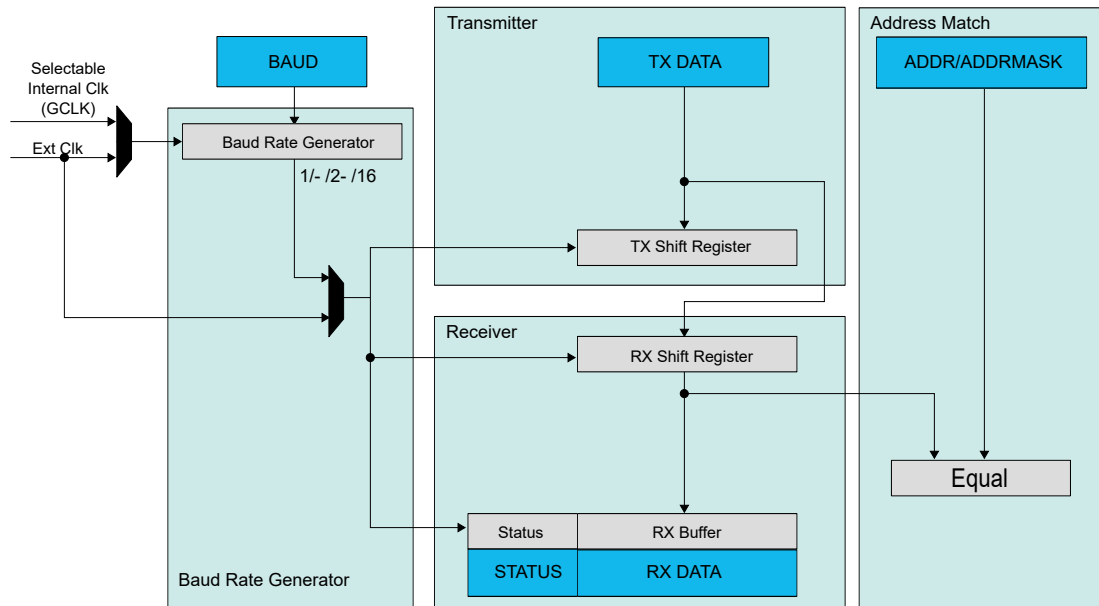 Transmitter
Address Match
BAUD
TX DATA
ADDR/ADDRMASK
Selectable
Internal Clk
(GCLK)
Ext Clk
Baud Rate Generator
1/- /2- /16
TX Shift Register
Receiver
RX Shift Register
Equal
Status
RX Buffer
STATUS
RX DATA
Baud Rate Generator